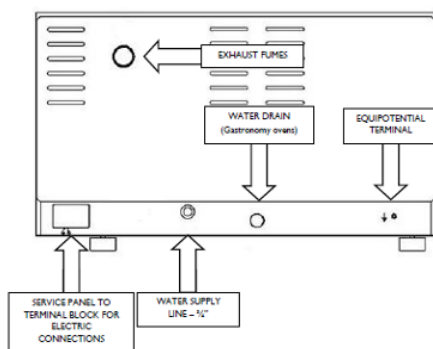 EXHAUST FUMES
WATER DRAIN
(Gastronomy ovens)
EQUIPOTENTIAL
TERMINAL
SERVICE PANEL TO
TERMINAL BLOCK FOR
ELECTRIC
CONNECTIONS
WATER SUPPLY
LINE – ¾"